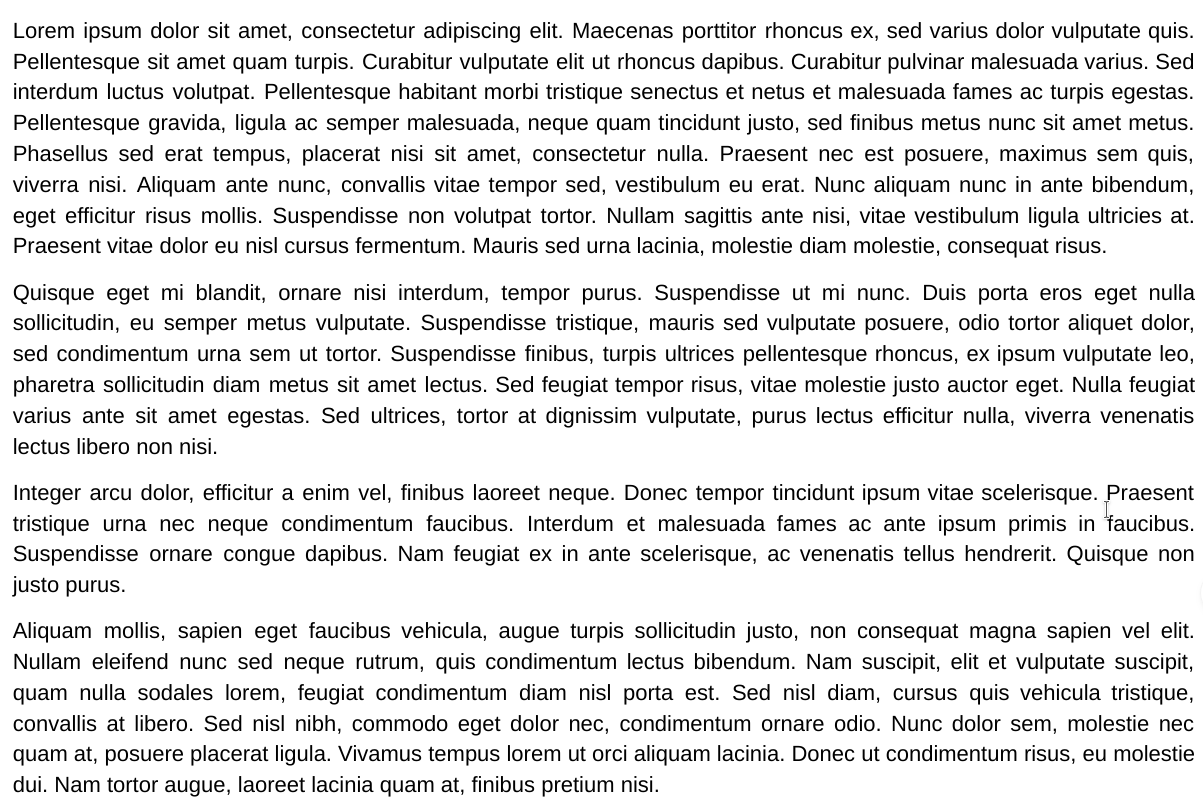 Lorem ipsum dolor sit amet, consectetur adipiscing elit. Maecenas porttitor rhoncus ex, sed varius dolor vulputate quis.
Pellentesque sit amet quam turpis. Curabitur vulputate elit ut rhoncus dapibus. Curabitur pulvinar malesuada varius. Sed
interdum luctus volutpat. Pellentesque habitant morbi tristique senectus et netus et malesuada fames ac turpis egestas.
Pellentesque gravida, ligula ac semper malesuada, neque quam tincidunt justo, sed finibus metus nunc sit amet metus.
Phasellus sed erat tempus, placerat nisi sit amet, consectetur nulla. Praesent nec est posuere, maximus sem quis,
viverra nisi. Aliquam ante nunc, convallis vitae tempor sed, vestibulum eu erat. Nunc aliquam nunc in ante bibendum,
eget efficitur risus mollis. Suspendisse non volutpat tortor. Nullam sagittis ante nisi, vitae vestibulum ligula ultricies at.
Praesent vitae dolor eu nisl cursus fermentum. Mauris sed urna lacinia, molestie diam molestie, consequat risus.
Quisque eget mi blandit, ornare nisi interdum, tempor purus. Suspendisse ut mi nunc. Duis porta eros eget nulla
sollicitudin, eu semper metus vulputate. Suspendisse tristique, mauris sed vulputate posuere, odio tortor aliquet dolor,
sed condimentum urna sem ut tortor. Suspendisse finibus, turpis ultrices pellentesque rhoncus, ex ipsum vulputate leo,
pharetra sollicitudin diam metus sit amet lectus. Sed feugiat tempor risus, vitae molestie justo auctor eget. Nulla feugiat
varius ante sit amet egestas. Sed ultrices, tortor at dignissim vulputate, purus lectus efficitur nulla, viverra venenatis
lectus libero non nisi.
Integer arcu dolor, efficitur a enim vel, finibus laoreet neque. Donec tempor tincidunt ipsum vitae scelerisque. Praesent
tristique urna nec neque condimentum faucibus. Interdum et malesuada fames ac ante ipsum primis in faucibus.
Suspendisse ornare congue dapibus. Nam feugiat ex in ante scelerisque, ac venenatis tellus hendrerit. Quisque non
justo purus.
Aliquam mollis, sapien eget faucibus vehicula, augue turpis sollicitudin justo, non consequat magna sapien vel elit.
Nullam eleifend nunc sed neque rutrum, quis condimentum lectus bibendum. Nam suscipit, elit et vulputate suscipit,
quam nulla sodales lorem, feugiat condimentum diam nisl porta est. Sed nisl diam, cursus quis vehicula tristique,
convallis at libero. Sed nisl nibh, commodo eget dolor nec, condimentum ornare odio. Nunc dolor sem, molestie nec
quam at, posuere placerat ligula. Vivamus tempus lorem ut orci aliquam lacinia. Donec ut condimentum risus, eu molestie
dui. Nam tortor augue, laoreet lacinia quam at, finibus pretium nisi.